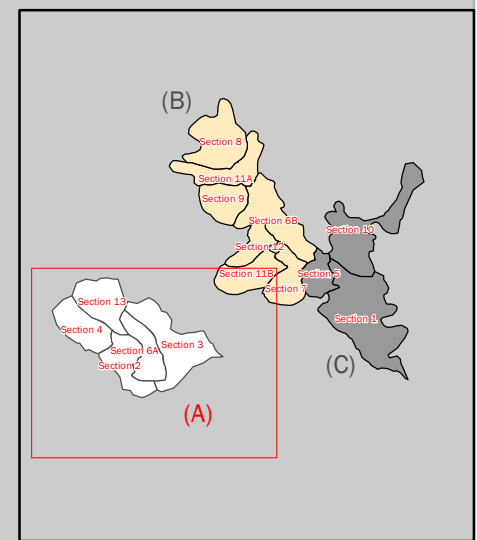 (B)
Section 8
Section 11A
Section 9
Section 6B
Section 10
Section 12
Section 11B
Section 5
Section 7
Section 13
Section 1
Section 4
Section 3
Section 6A
Section 2
(C)
(A)